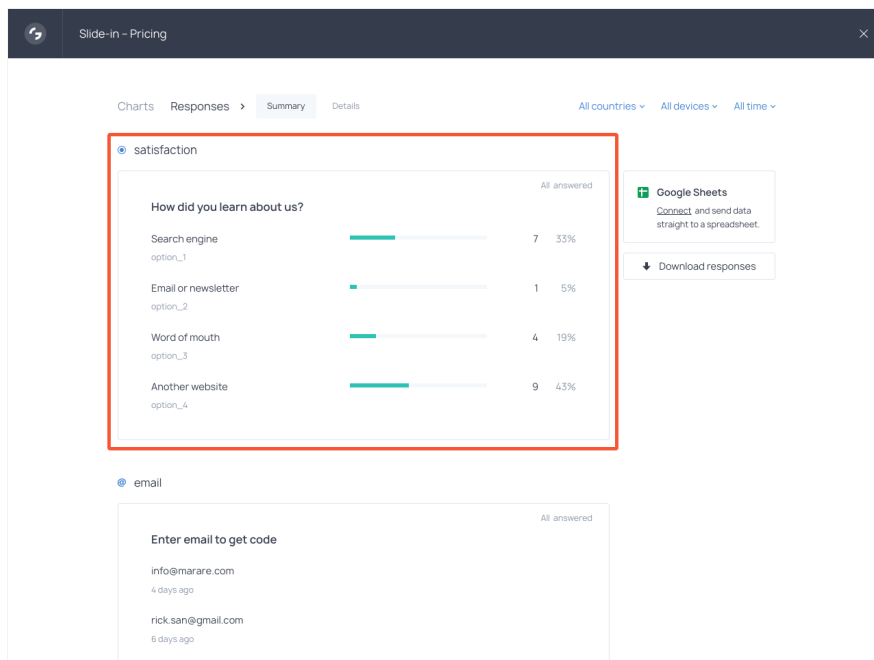 Slide-in – Pricing
Charts Responses Summary Details All countries All devices All time
satisfaction
All answered
How did you learn about us?
Search engine 7 33%
option_1
Email or newsletter 1 5%
option_2
Word of mouth 4 19%
option_3
Another website 9 43%
option_4
Google Sheets
Connect and send data
straight to a spreadsheet.
Download responses
@ email
All answered
Enter email to get code
info@marare.com
4 days ago
rick.san@gmail.com
6 days ago